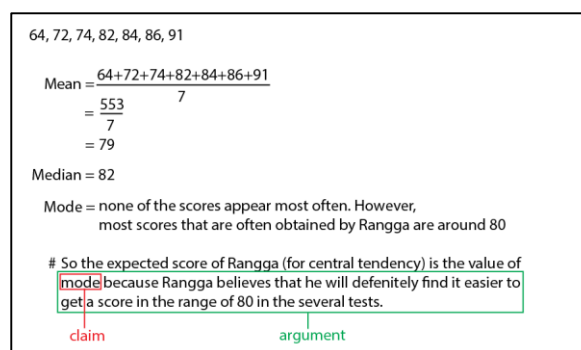 64, 72, 74, 82, 84, 86, 91
Mean = 64+72+74+82+84+86+91
7
= 553
7
= 79
Median = 82
Mode = none of the scores appear most often. However,
most scores that are often obtained by Rangga are around 80
# So the expected score of Rangga (for central tendency) is the value of
mode because Rangga believes that he will defenitely find it easier to
get a score in the range of 80 in the several tests.
claim
argument